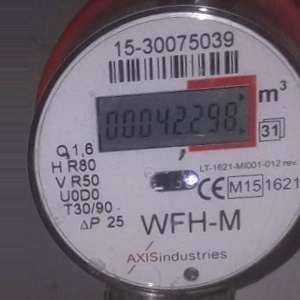 15-30075039
00042.298 m³
31
Q 1,6
H R80
V R50
U0D0
T30/90
ΔP 25
LT-1621-MI001-012 rev.
CE M15 1621
WFH-M
AXISindustries